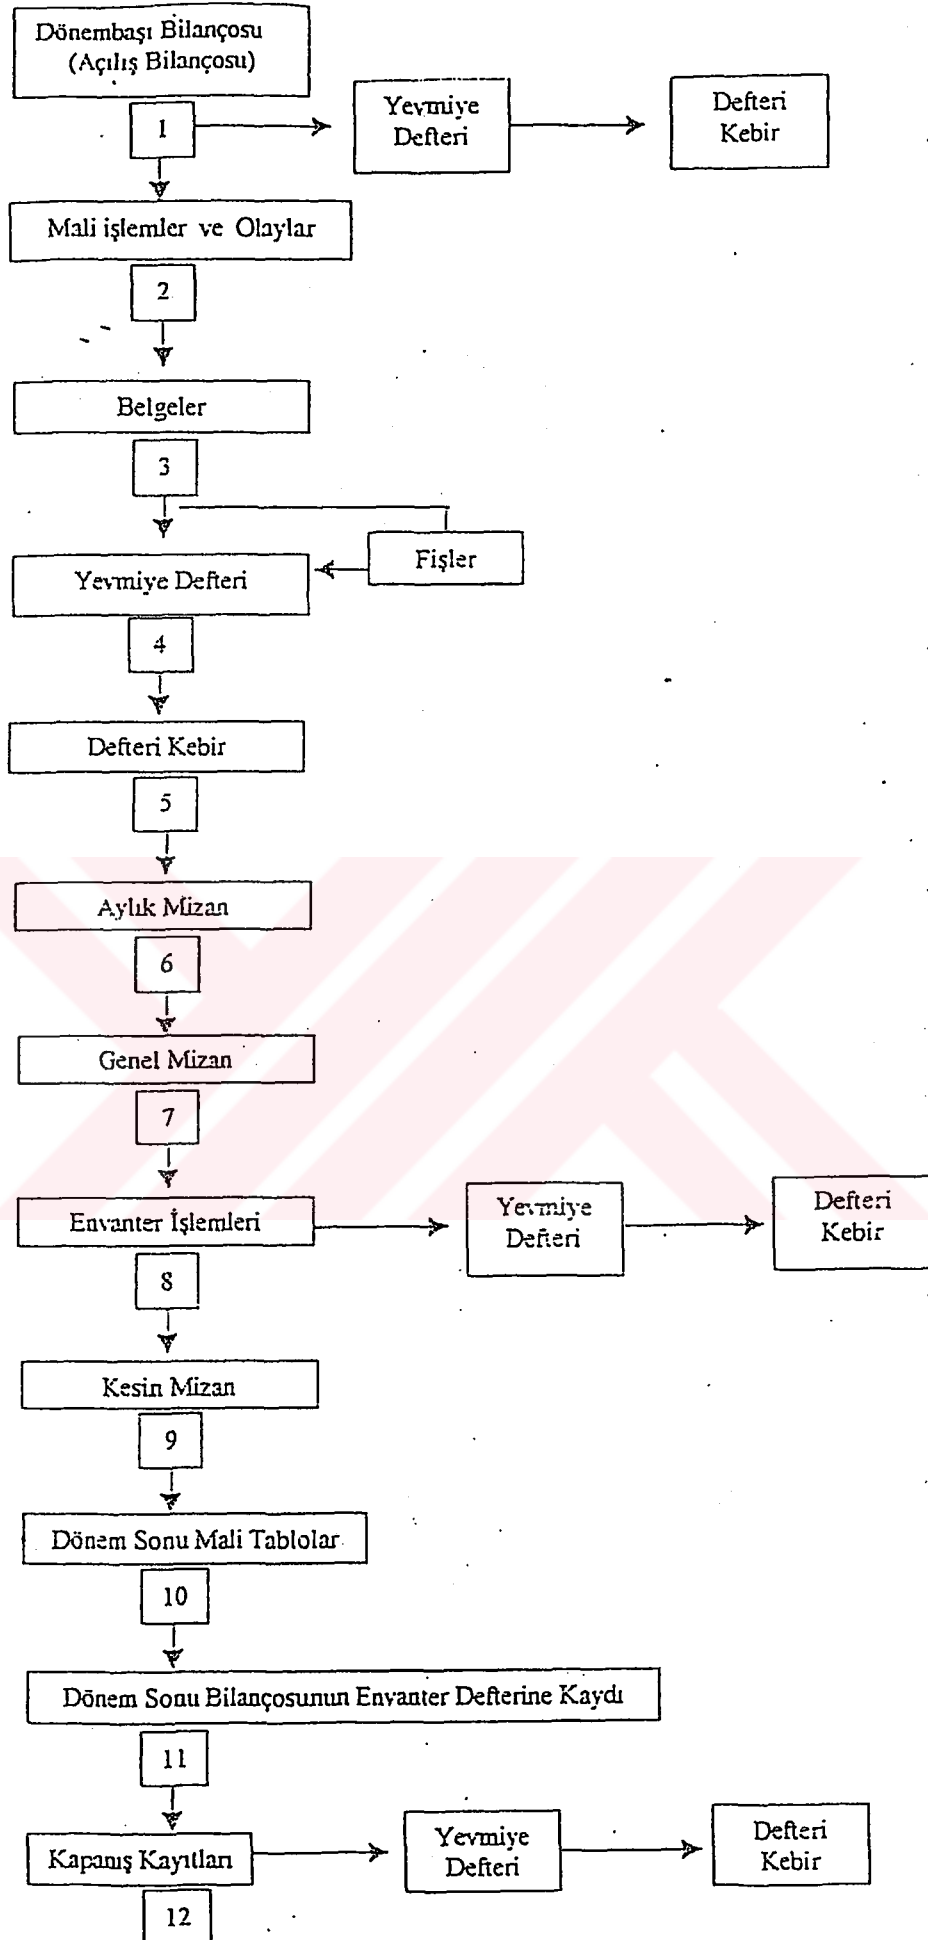 Dönembaşı Bilançosu
(Açılış Bilançosu)
1
Yevmiye
Defteri
Defteri
Kebir
Mali işlemler ve Olaylar
2
Belgeler
3
Fişler
Yevmiye Defteri
4
Defteri Kebir
5
Aylık Mizan
6
Genel Mizan
7
Envanter İşlemleri
Yevmiye
Defteri
Defteri
Kebir
8
Kesin Mizan
9
Dönem Sonu Mali Tablolar
10
Dönem Sonu Bilançosunun Envanter Defterine Kaydı
11
Kapanış Kayıtları
Yevmiye
Defteri
Defteri
Kebir
12